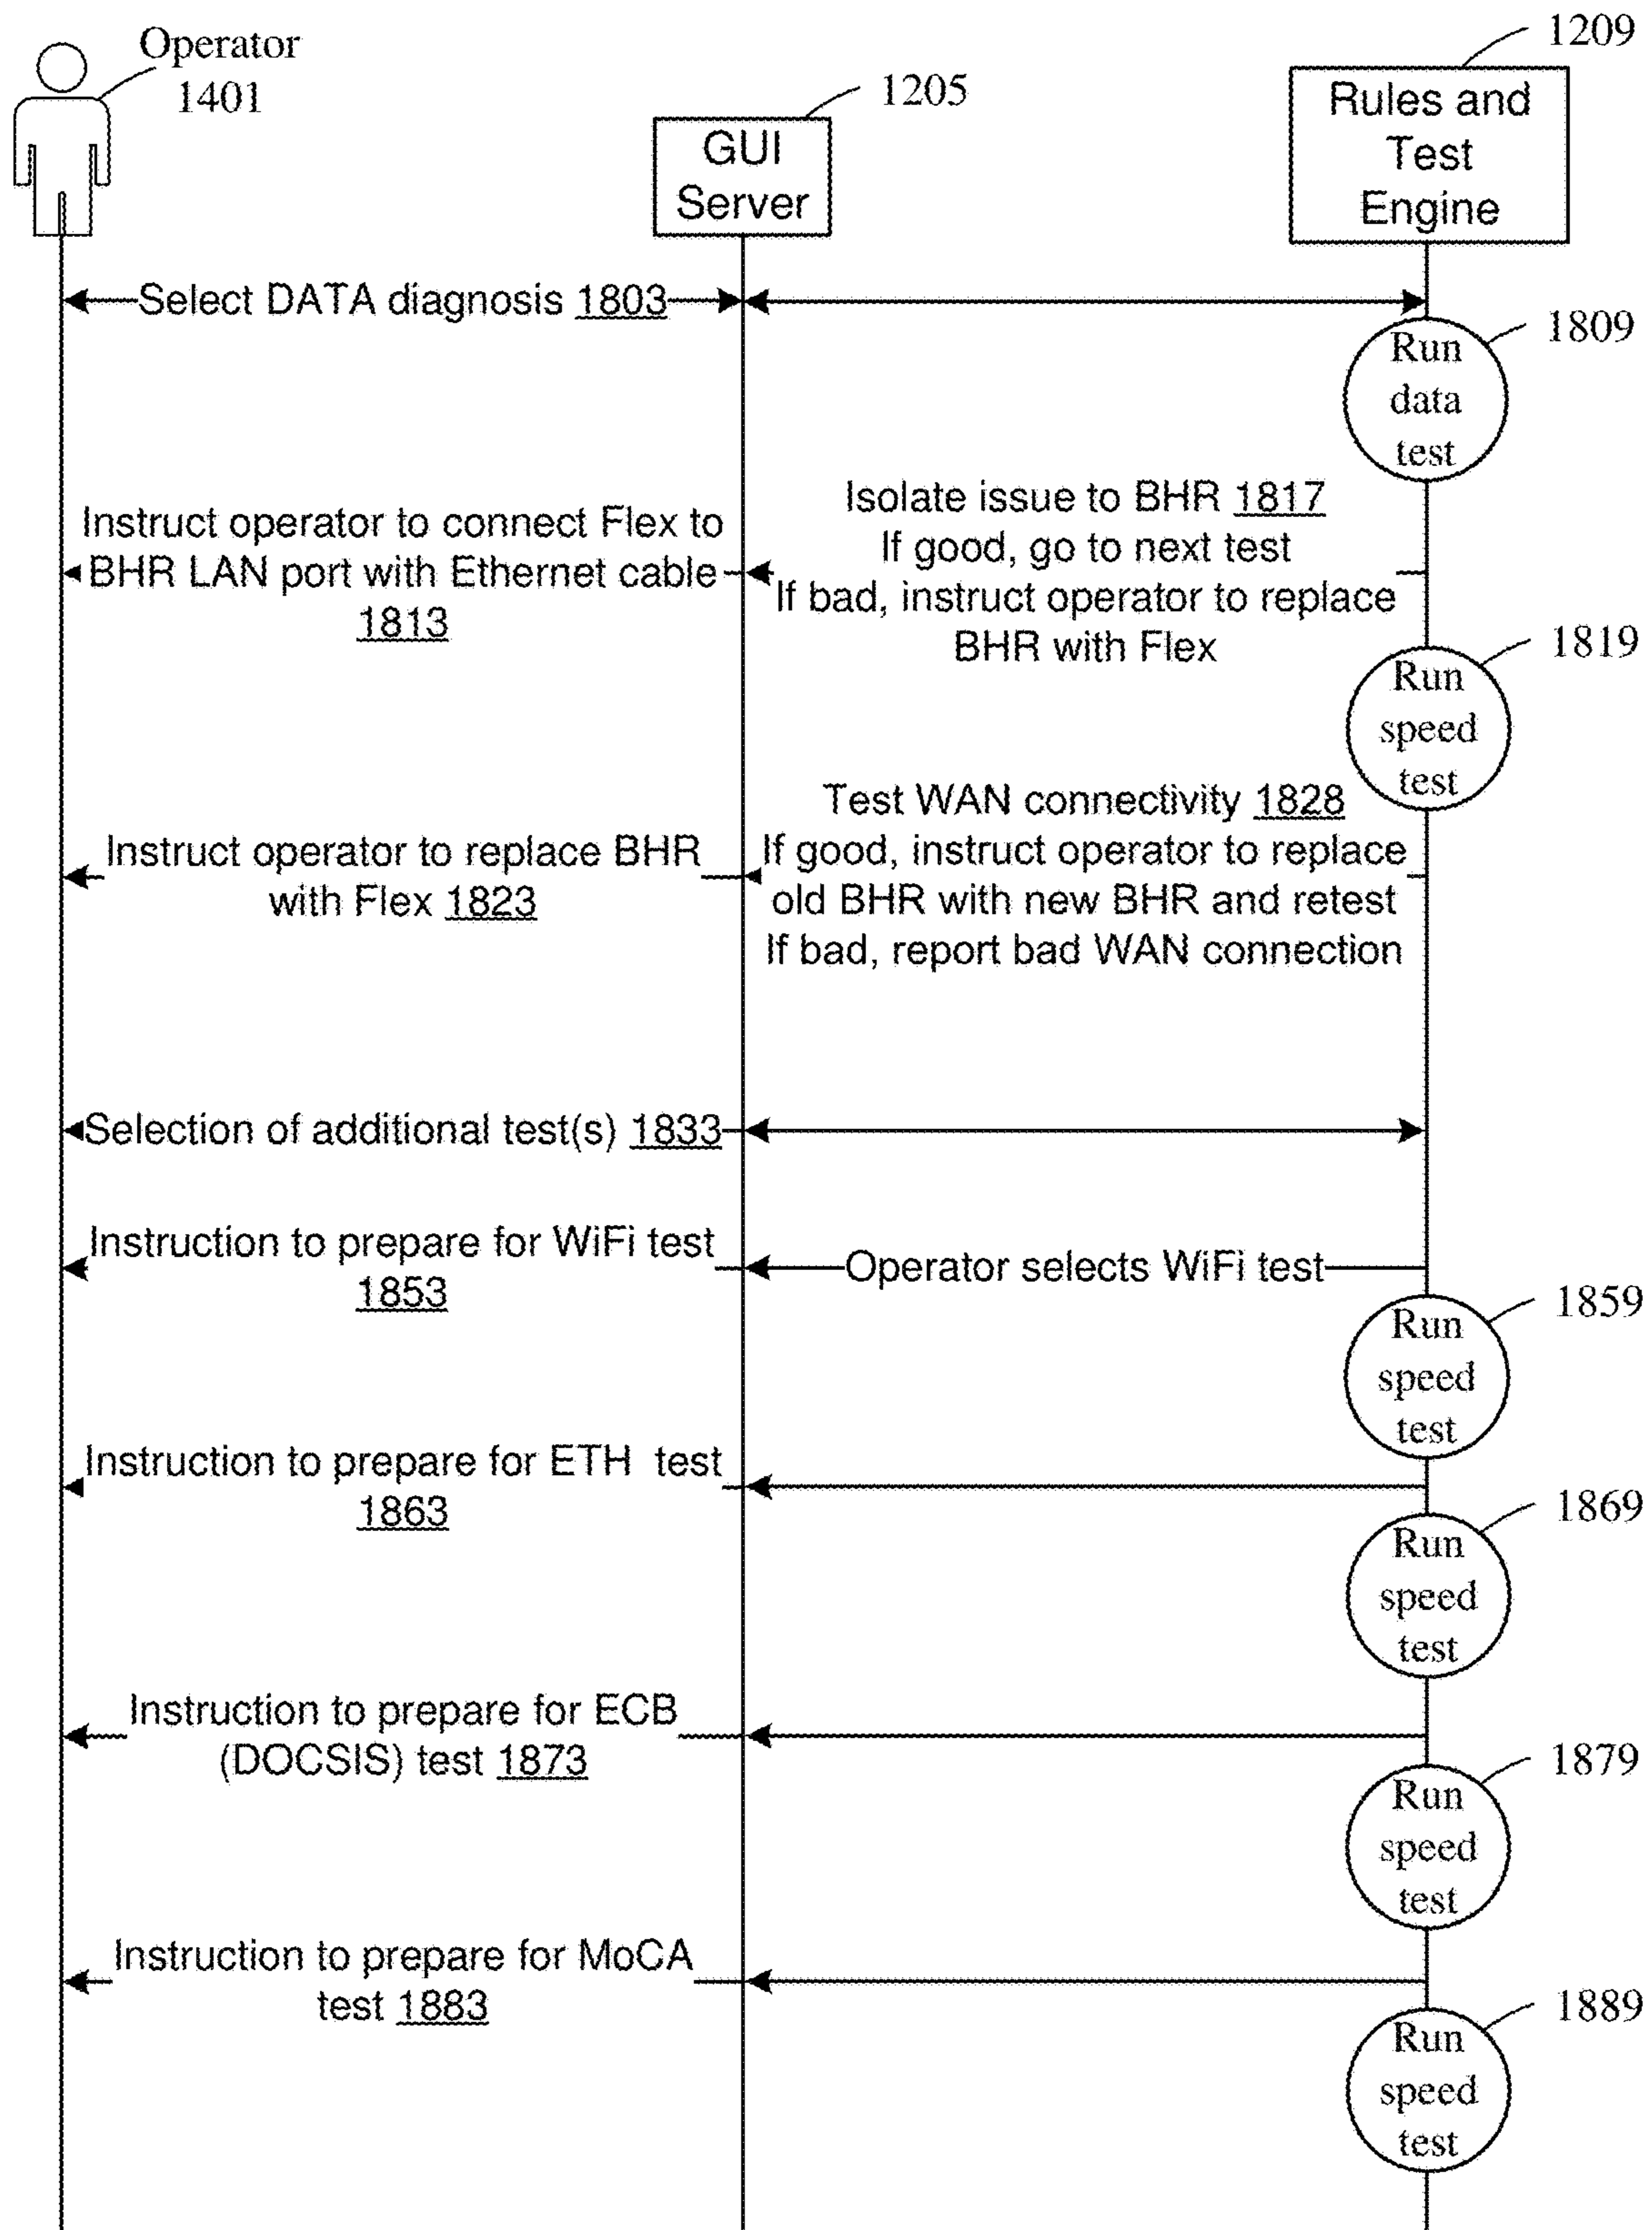 Operator
1401
1205
GUI
Server
1209
Rules and
Test
Engine
Select DATA diagnosis 1803
1809
Run
data
test
Instruct operator to connect Flex to
BHR LAN port with Ethernet cable
1813
Isolate issue to BHR 1817
If good, go to next test
If bad, instruct operator to replace
BHR with Flex
1819
Run
speed
test
Instruct operator to replace BHR
with Flex 1823
Test WAN connectivity 1828
If good, instruct operator to replace
old BHR with new BHR and retest
If bad, report bad WAN connection
Selection of additional test(s) 1833
Instruction to prepare for WiFi test
1853
Operator selects WiFi test
1859
Run
speed
test
Instruction to prepare for ETH test
1863
1869
Run
speed
test
Instruction to prepare for ECB
(DOCSIS) test 1873
1879
Run
speed
test
Instruction to prepare for MoCA
test 1883
1889
Run
speed
test